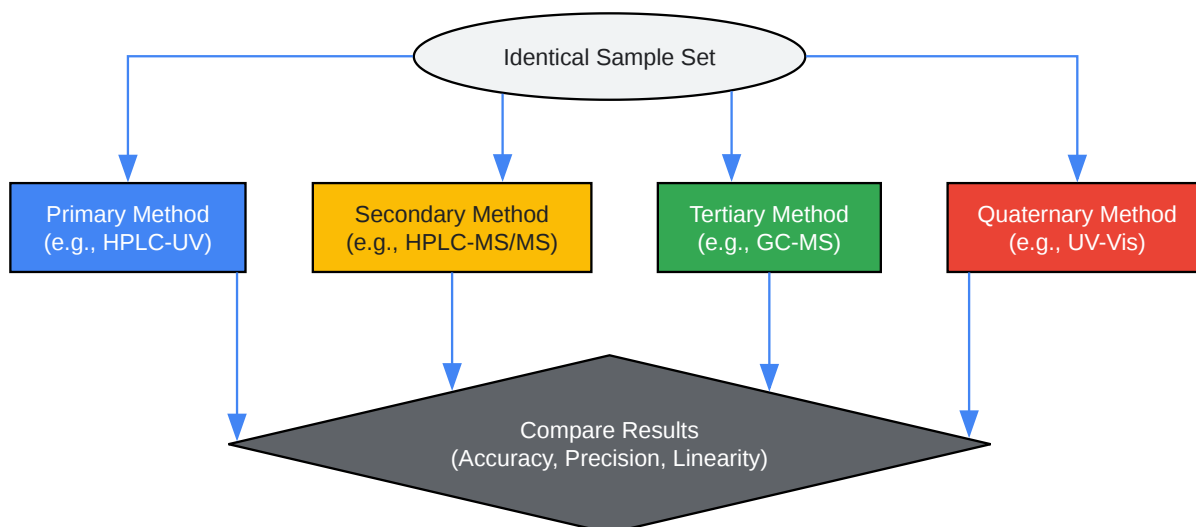 Identical Sample Set
Primary Method
(e.g., HPLC-UV)
Secondary Method
(e.g., HPLC-MS/MS)
Tertiary Method
(e.g., GC-MS)
Quaternary Method
(e.g., UV-Vis)
Compare Results
(Accuracy, Precision, Linearity)